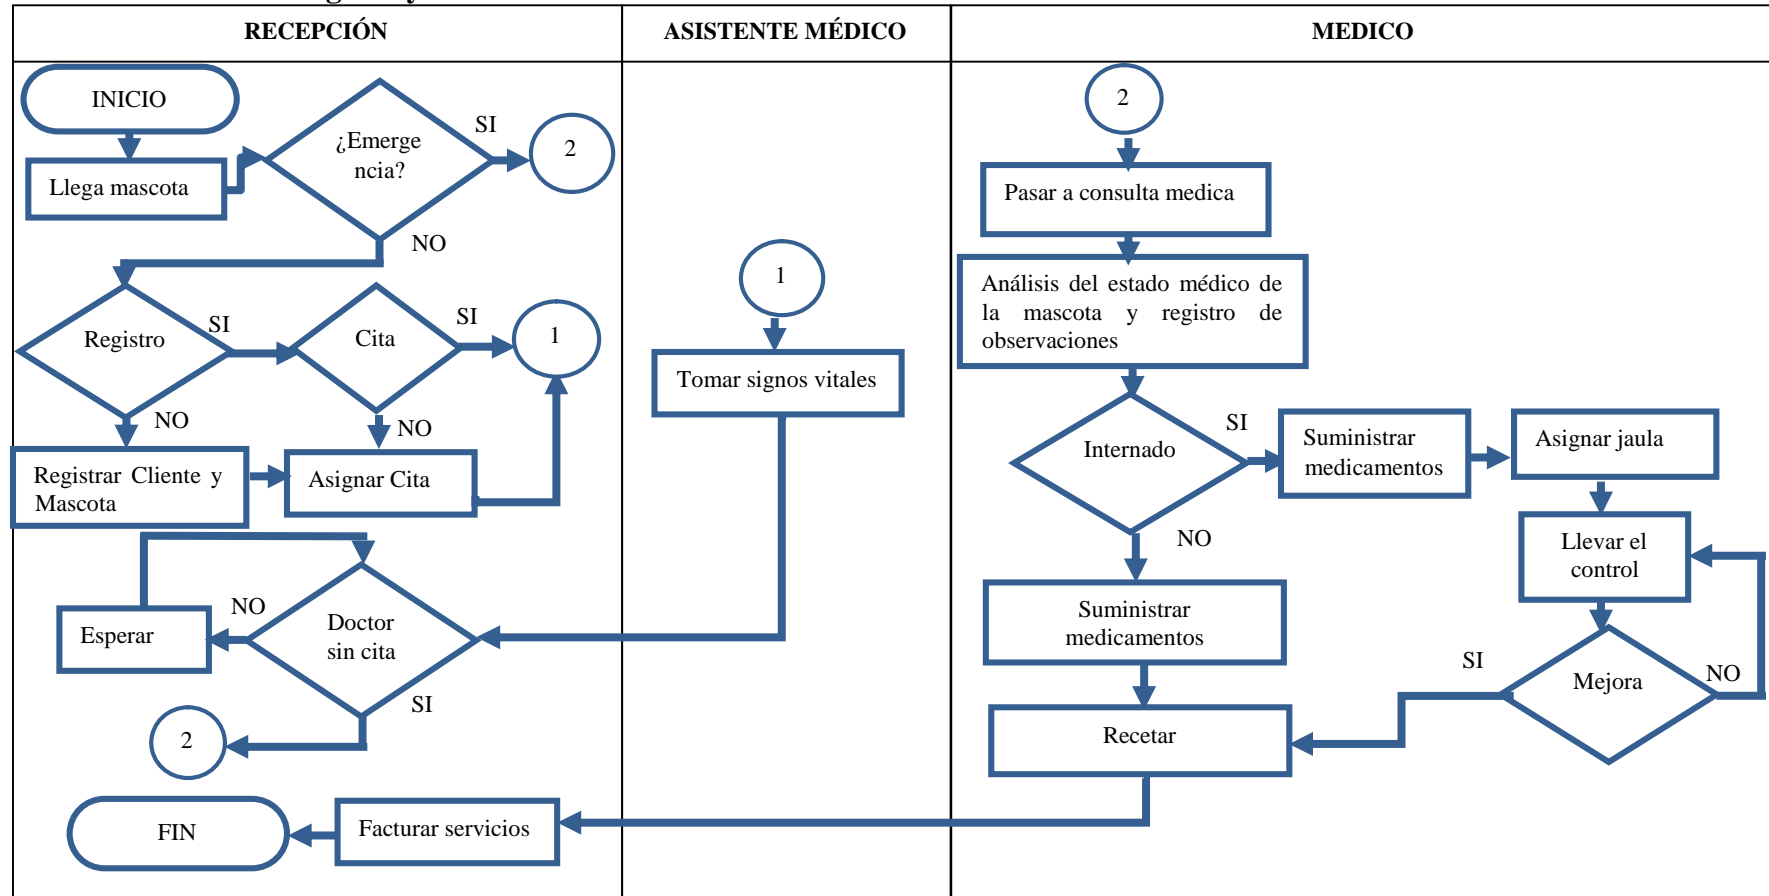 RECEPCIÓN
ASISTENTE MÉDICO
MEDICO
INICIO
Llega mascota
¿Emerge
ncia?
SI
2
NO
Registro
SI
Cita
SI
1
NO
NO
Registrar Cliente y
Mascota
Asignar Cita
Esperar
NO
Doctor
sin cita
SI
2
FIN
Facturar servicios
1
Tomar signos vitales
2
Pasar a consulta medica
Análisis del estado médico de
la mascota y registro de
observaciones
Internado
SI
Suministrar
medicamentos
Asignar jaula
NO
Llevar el
control
Suministrar
medicamentos
SI
Mejora
NO
Recetar